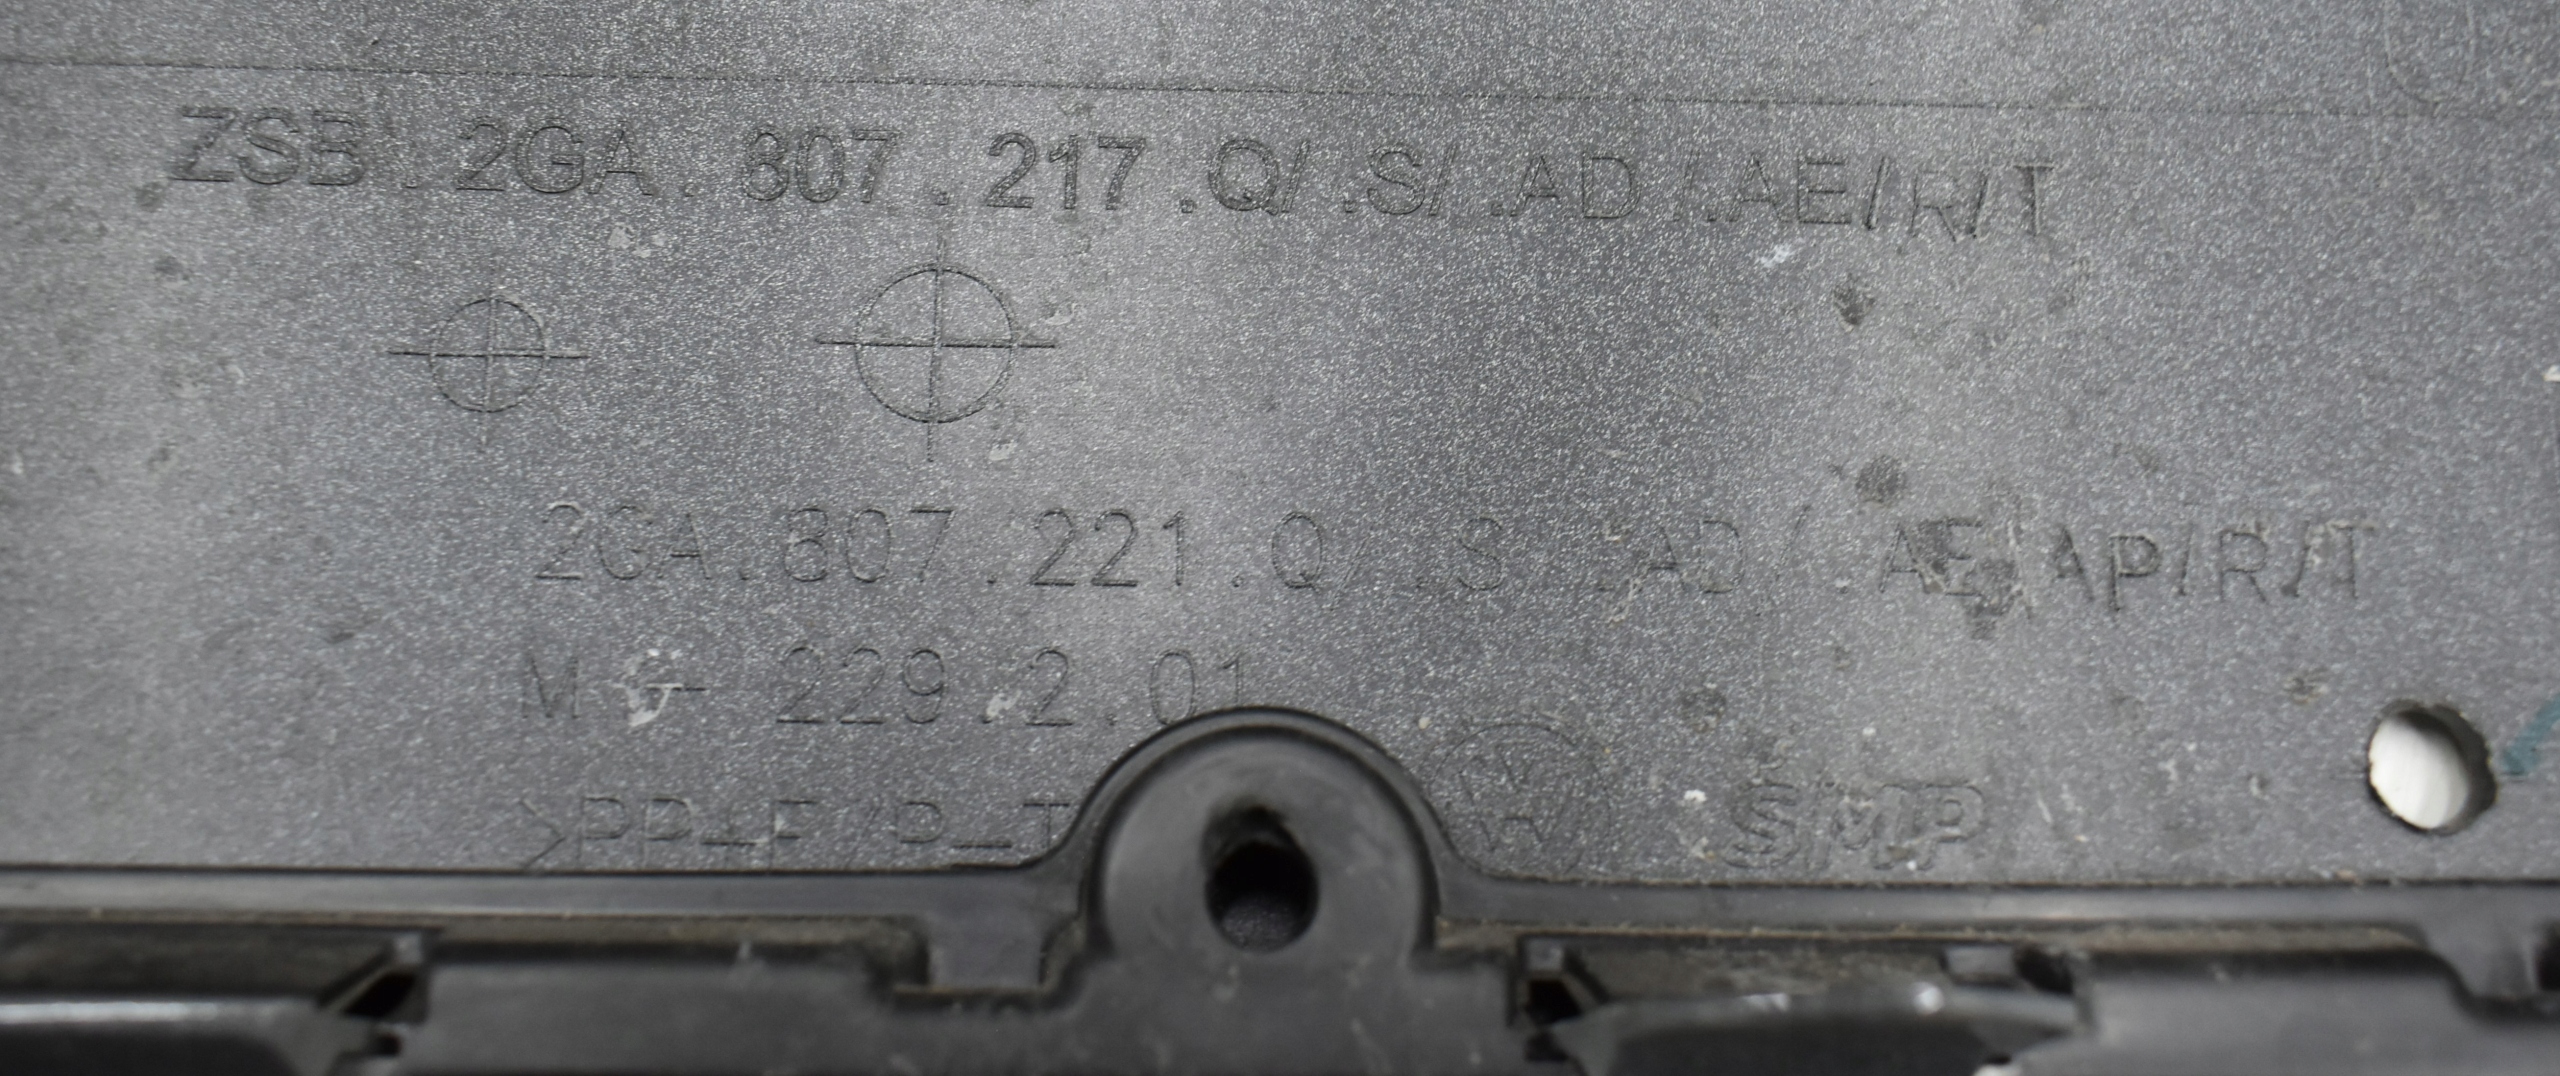 ZSB . 2GA . 807 . 217 .Q/ .S/ .AD / .AE/R/T
2GA.807.221.Q/ .S .AD/ .AE/AP/R/T
M-G- 229.2.01
>PP+E/P-T
SMP